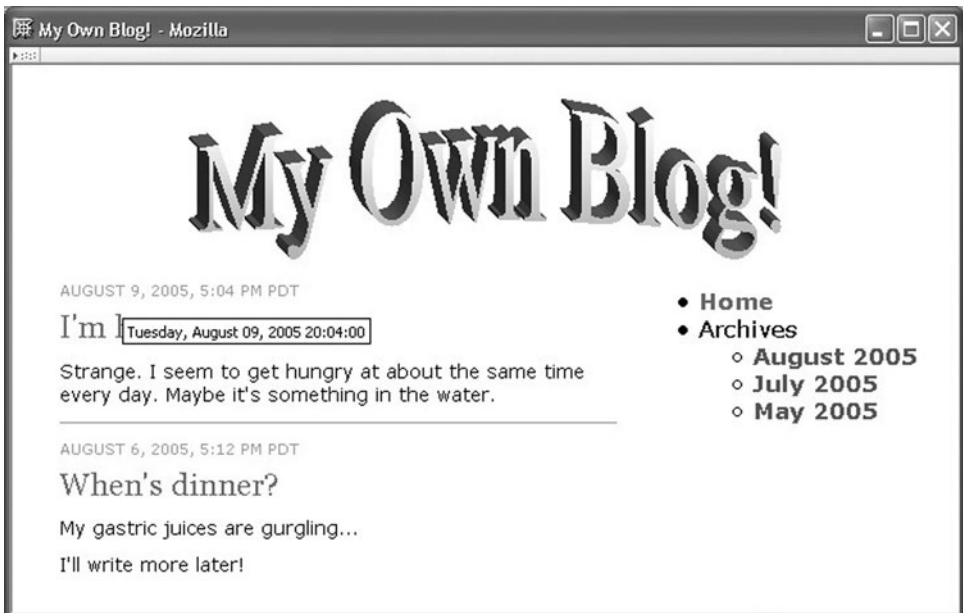 My Own Blog! - Mozilla
My Own Blog!
AUGUST 9, 2005, 5:04 PM PDT
I'm
Tuesday, August 09, 2005 20:04:00
Strange. I seem to get hungry at about the same time
every day. Maybe it's something in the water.
AUGUST 6, 2005, 5:12 PM PDT
When's dinner?
My gastric juices are gurgling...
I'll write more later!
Home
Archives
August 2005
July 2005
May 2005